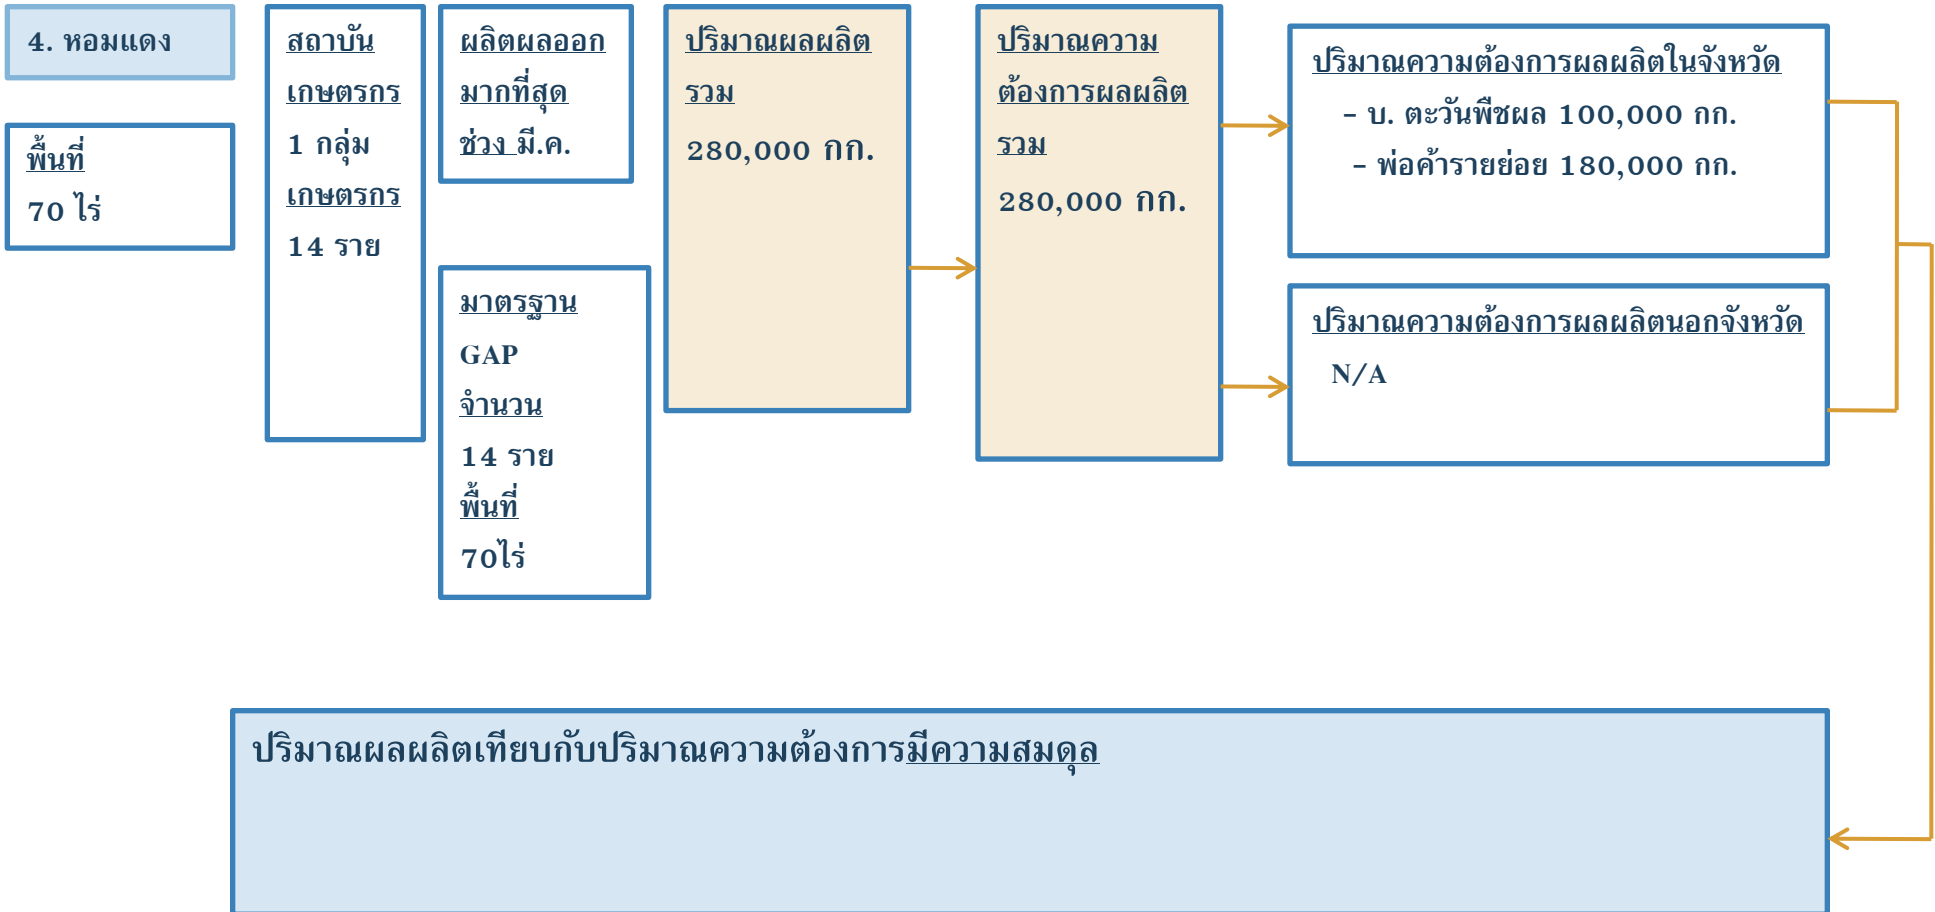 4. หอมแดง
พื้นที่
70 ไร่
สถาบัน
เกษตรกร
1 กลุ่ม
เกษตรกร
14 ราย
ผลิตผลออก
มากที่สุด
ช่วง มี.ค.
มาตรฐาน
GAP
จำนวน
14 ราย
พื้นที่
70ไร่
ปริมาณผลผลิต
รวม
280,000 กก.
ปริมาณความ
ต้องการผลผลิต
รวม
280,000 กก.
ปริมาณความต้องการผลผลิตในจังหวัด
- บ. ตะวันพืชผล 100,000 กก.
- พ่อค้ารายย่อย 180,000 กก.
ปริมาณความต้องการผลผลิตนอกจังหวัด
N/A
ปริมาณผลผลิตเทียบกับปริมาณความต้องการมีความสมดุล